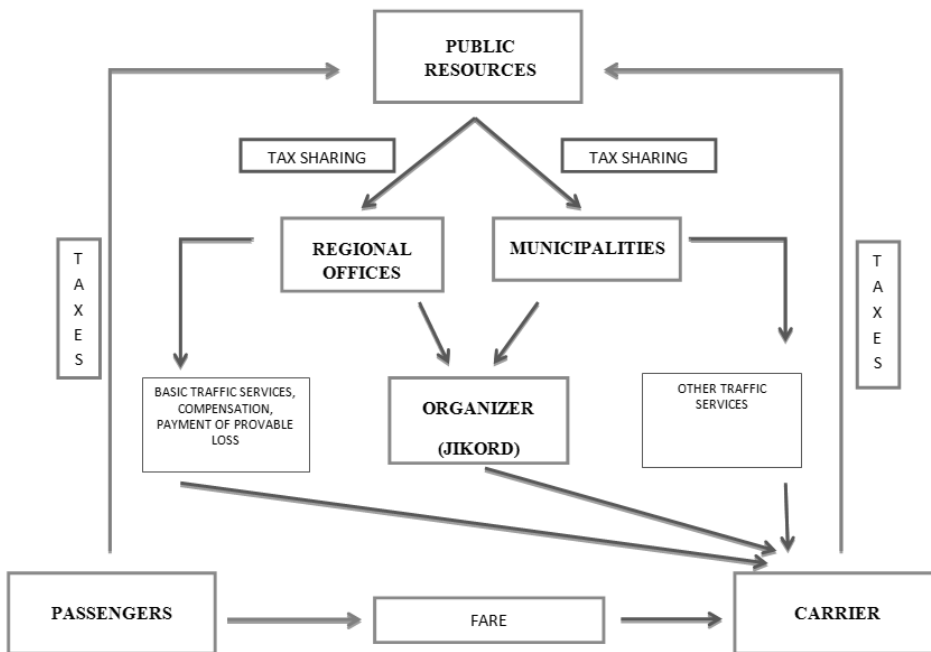 PUBLIC
RESOURCES
TAX SHARING
TAX SHARING
T
A
X
E
S
REGIONAL
OFFICES
MUNICIPALITIES
T
A
X
E
S
BASIC TRAFFIC SERVICES,
COMPENSATION,
PAYMENT OF PROVABLE
LOSS
ORGANIZER
(JIKORD)
OTHER TRAFFIC
SERVICES
PASSENGERS
FARE
CARRIER